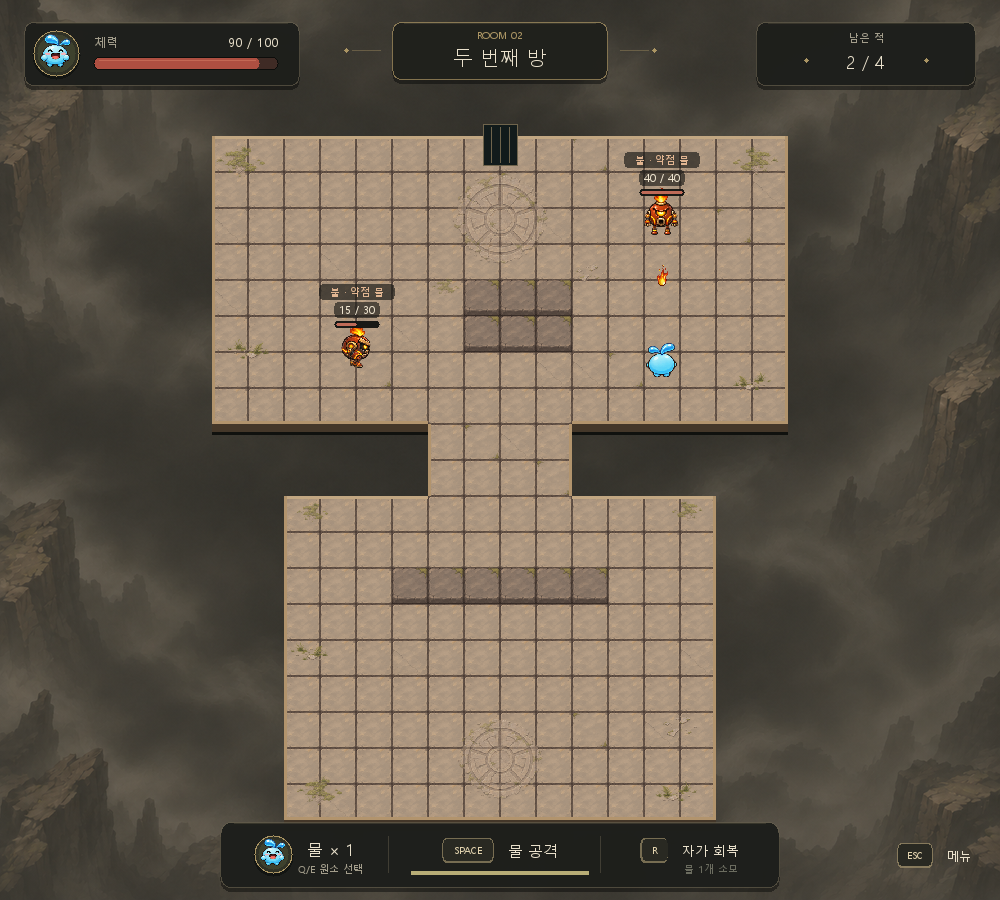 체력
90 / 100
ROOM 02
두 번째 방
남은 적
2 / 4
불 · 약점 물
40 / 40
불 · 약점 물
15 / 30
물 × 1
Q/E 원소 선택
SPACE
물 공격
R
자가 회복
물 1개 소모
ESC
메뉴